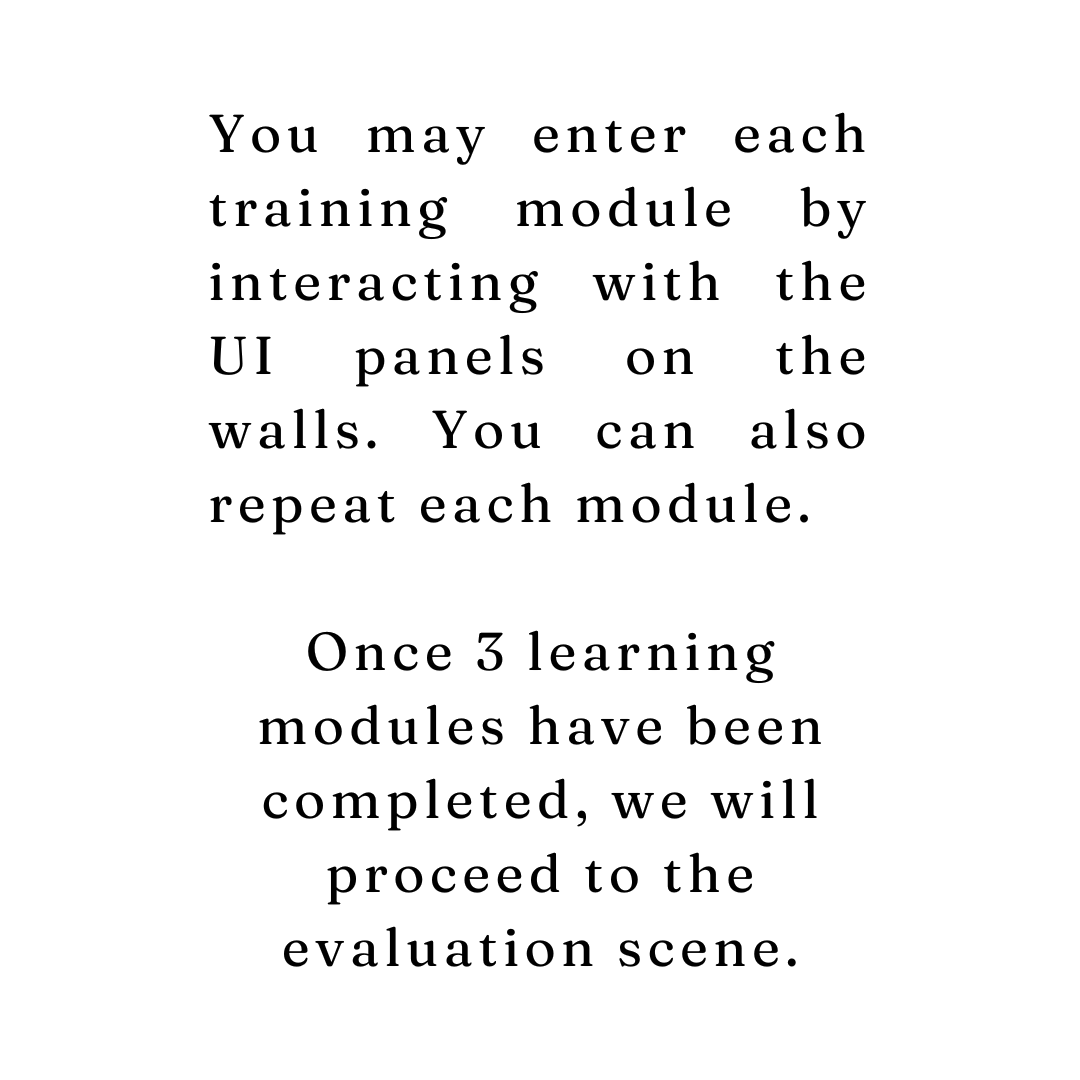 You may enter each
training module by
interacting with the
UI panels on the
walls. You can also
repeat each module.
Once 3 learning
modules have been
completed, we will
proceed to the
evaluation scene.